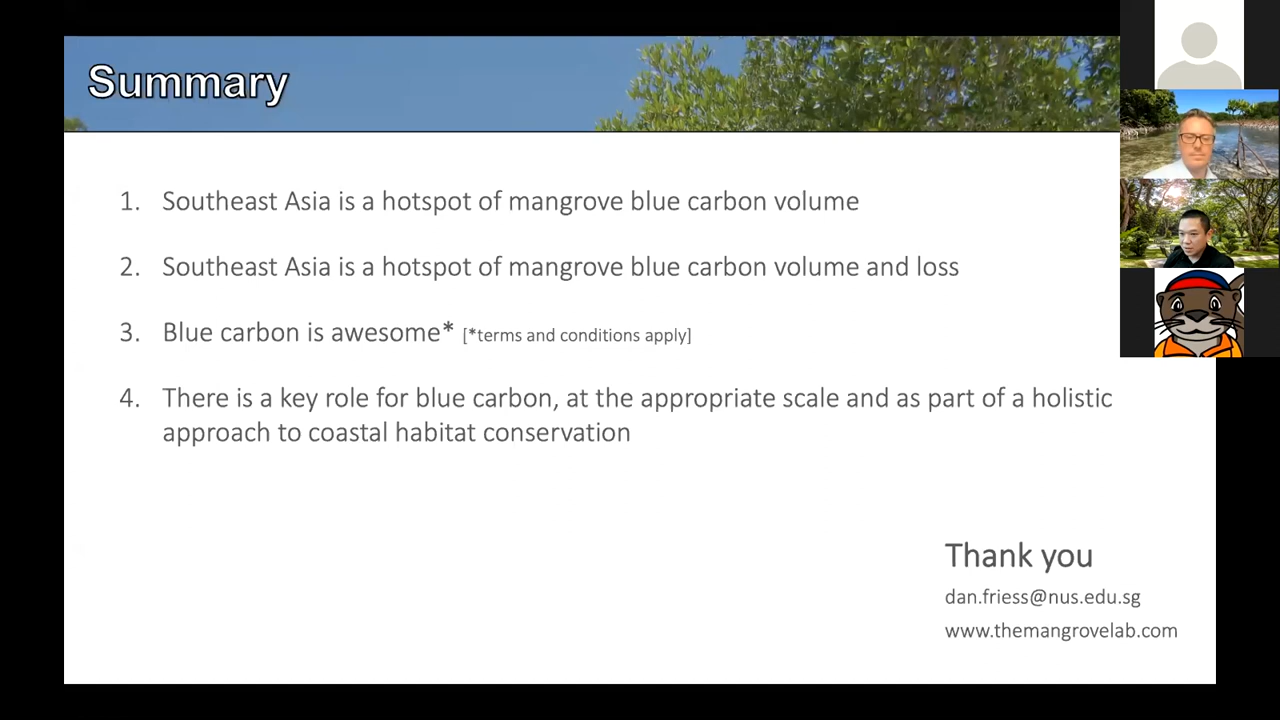 Summary
1. Southeast Asia is a hotspot of mangrove blue carbon volume
2. Southeast Asia is a hotspot of mangrove blue carbon volume and loss
3. Blue carbon is awesome* [*terms and conditions apply]
4. There is a key role for blue carbon, at the appropriate scale and as part of a holistic
approach to coastal habitat conservation
Thank you
dan.friess@nus.edu.sg
www.themangrovelab.com